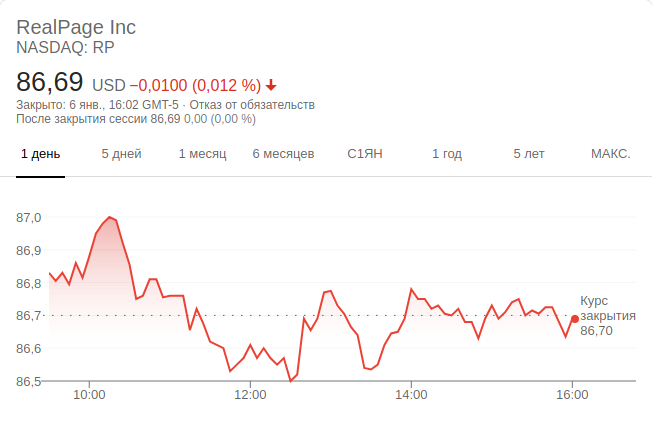 RealPage Inc
NASDAQ: RP
86,69 USD −0,0100 (0,012 %)
Закрыто: 6 янв., 16:02 GMT-5 · Отказ от обязательств
После закрытия сессии 86,69 0,00 (0,00 %)
1 день 5 дней 1 месяц 6 месяцев С1ЯН 1 год 5 лет МАКС.
87,0
86,9
86,8
86,7
86,6
86,5
Курс
закрытия
86,70
10:00 12:00 14:00 16:00